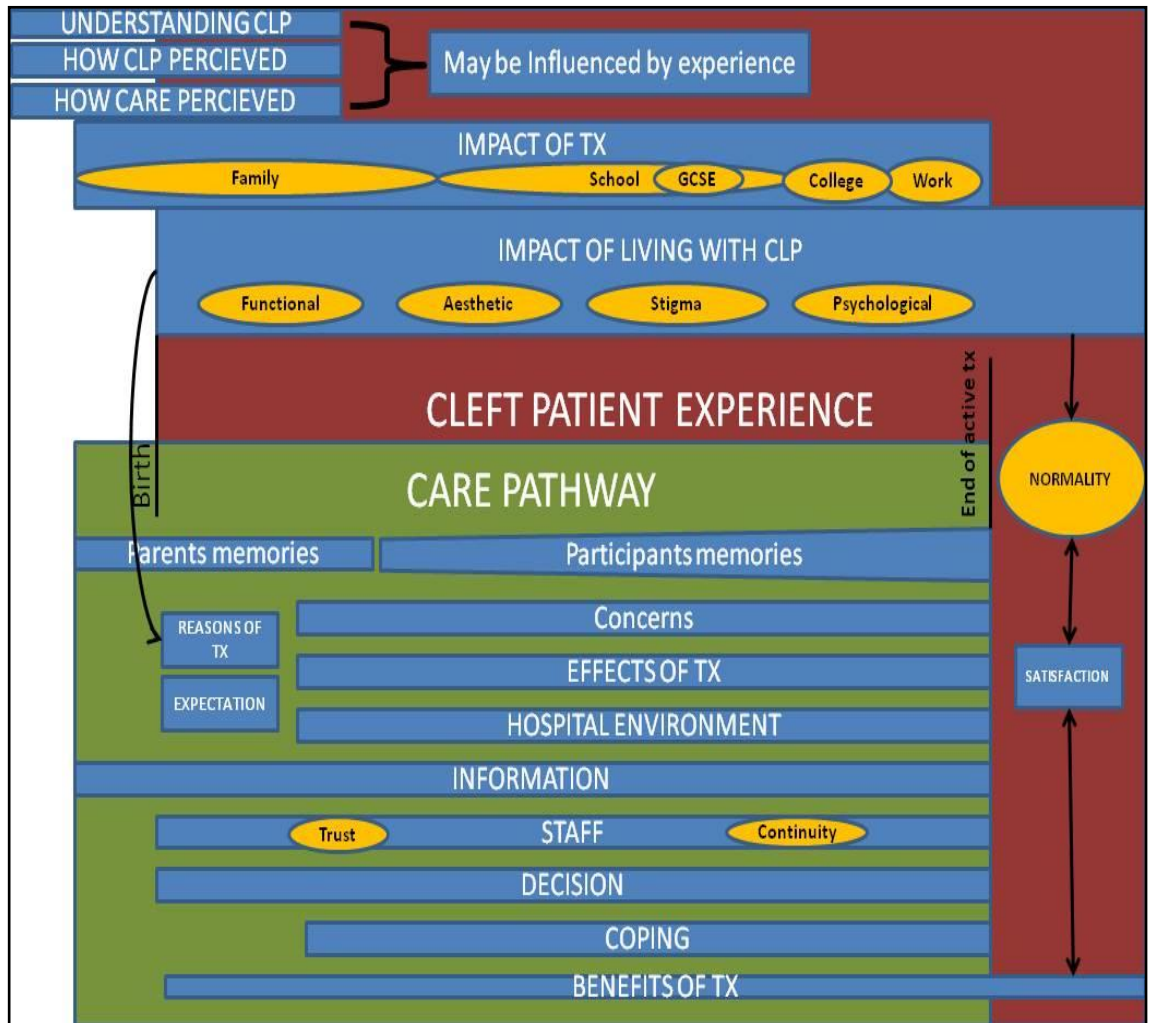 UNDERSTANDING CLP
HOW CLP PERCIEVED
HOW CARE PERCIEVED
May be Influenced by experience
IMPACT OF TX
Family
School
GCSE
College
Work
IMPACT OF LIVING WITH CLP
Functional
Aesthetic
Stigma
Psychological
Birth
CLEFT PATIENT EXPERIENCE
End of active tx
CARE PATHWAY
NORMALITY
Parents memories
Participants memories
REASONS OF
TX
EXPECTATION
Concerns
EFFECTS OF TX
HOSPITAL ENVIRONMENT
SATISFACTION
INFORMATION
Trust
STAFF
Continuity
DECISION
COPING
BENEFITS OF TX